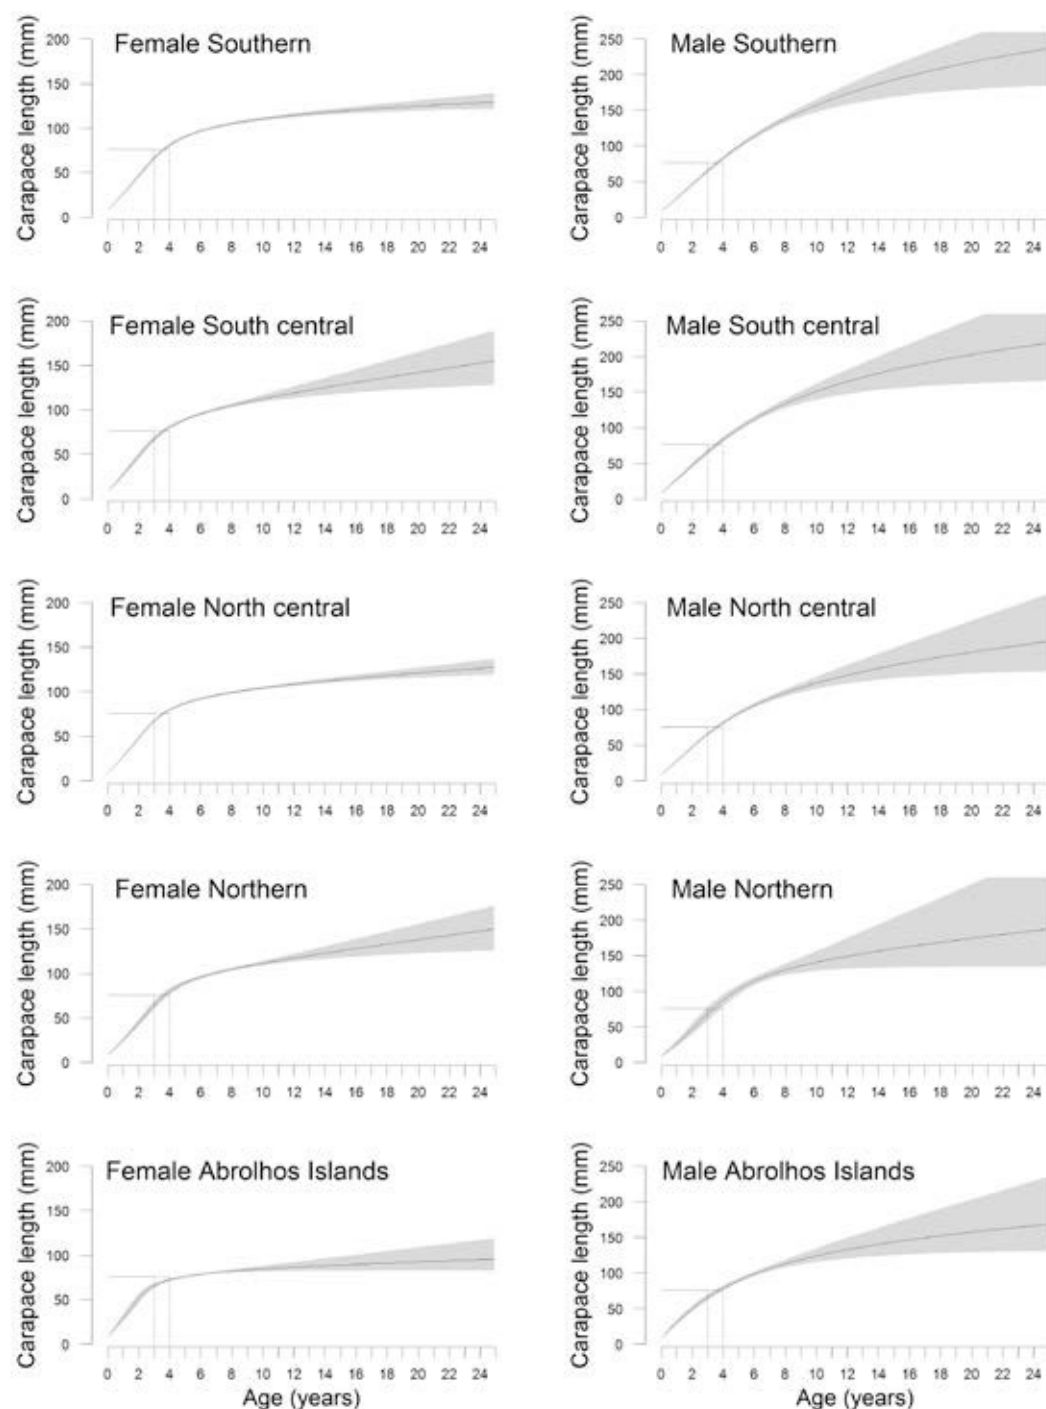 Female Southern
Carapace length (mm)
200
150
100
50
0
0 2 4 6 8 10 12 14 16 18 20 22 24
Male Southern
Carapace length (mm)
250
200
150
100
50
0
0 2 4 6 8 10 12 14 16 18 20 22 24
Female South central
Carapace length (mm)
200
150
100
50
0
0 2 4 6 8 10 12 14 16 18 20 22 24
Male South central
Carapace length (mm)
250
200
150
100
50
0
0 2 4 6 8 10 12 14 16 18 20 22 24
Female North central
Carapace length (mm)
200
150
100
50
0
0 2 4 6 8 10 12 14 16 18 20 22 24
Male North central
Carapace length (mm)
250
200
150
100
50
0
0 2 4 6 8 10 12 14 16 18 20 22 24
Female Northern
Carapace length (mm)
200
150
100
50
0
0 2 4 6 8 10 12 14 16 18 20 22 24
Male Northern
Carapace length (mm)
250
200
150
100
50
0
0 2 4 6 8 10 12 14 16 18 20 22 24
Female Abrolhos Islands
Carapace length (mm)
200
150
100
50
0
0 2 4 6 8 10 12 14 16 18 20 22 24
Age (years)
Male Abrolhos Islands
Carapace length (mm)
250
200
150
100
50
0
0 2 4 6 8 10 12 14 16 18 20 22 24
Age (years)